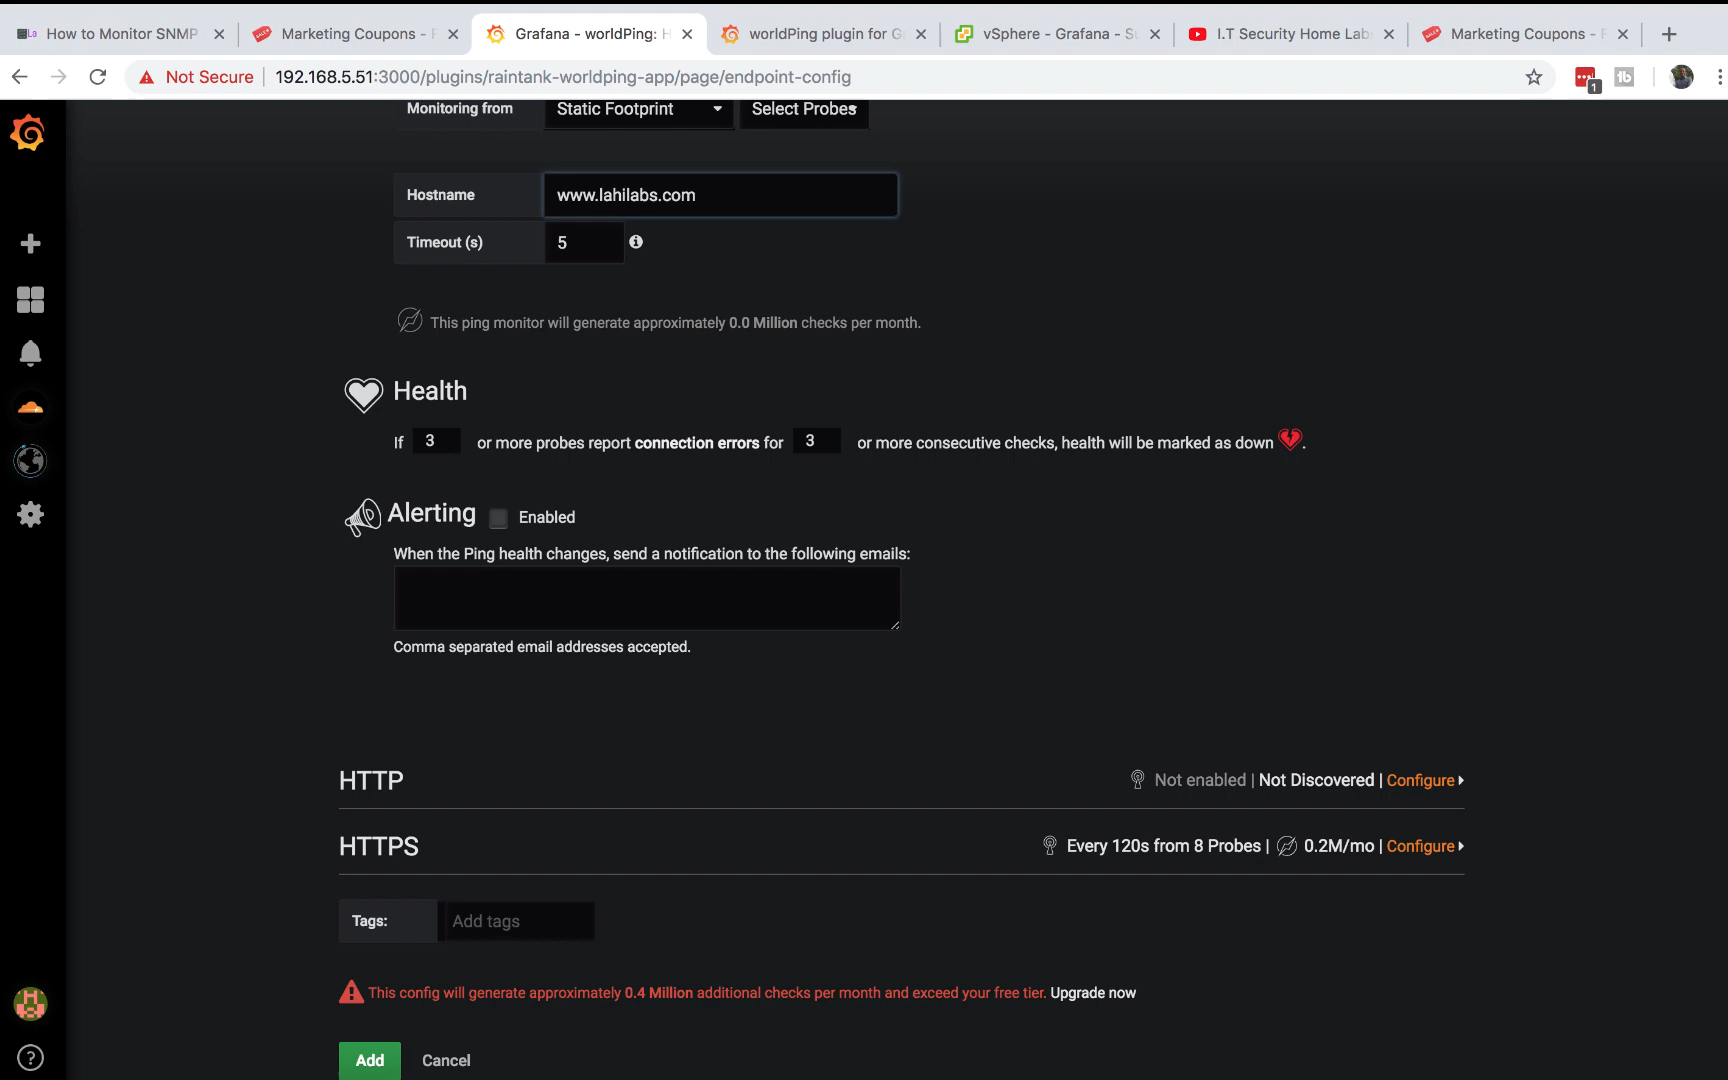 La How to Monitor SNMP
Marketing Coupons -
Grafana - worldPing: H
worldPing plugin for G
vSphere - Grafana - Su
I.T Security Home Lab
Marketing Coupons -
Not Secure
192.168.5.51:3000/plugins/raintank-worldping-app/page/endpoint-config
1
Monitoring from
Static Footprint
Select Probes
Hostname
www.lahilabs.com
Timeout (s)
5
This ping monitor will generate approximately 0.0 Million checks per month.
Health
If 3 or more probes report connection errors for 3 or more consecutive checks, health will be marked as down .
Alerting Enabled
When the Ping health changes, send a notification to the following emails:
Comma separated email addresses accepted.
HTTP
Not enabled | Not Discovered | Configure
HTTPS
Every 120s from 8 Probes | 0.2M/mo | Configure
Tags:
Add tags
This config will generate approximately 0.4 Million additional checks per month and exceed your free tier. Upgrade now
Add
Cancel